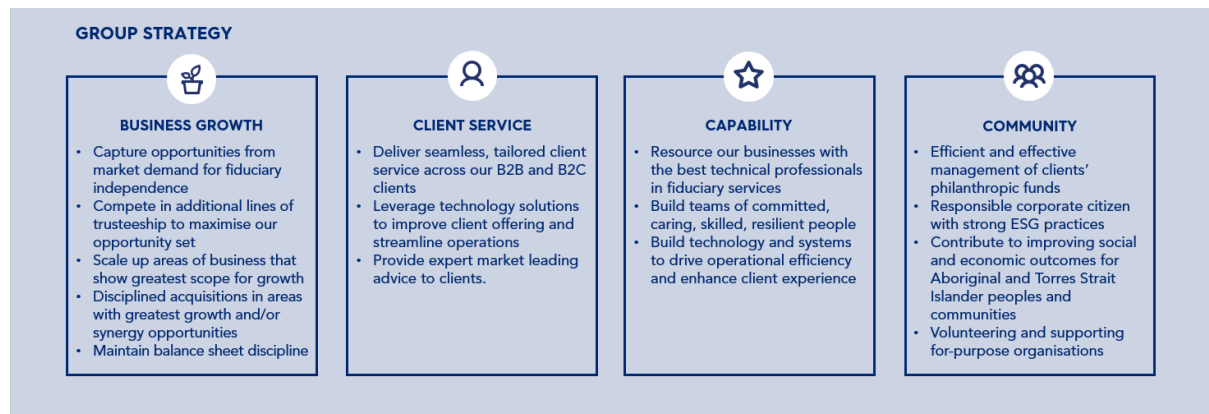 GROUP STRATEGY
BUSINESS GROWTH
• Capture opportunities from
market demand for fiduciary
independence
• Compete in additional lines of
trusteeship to maximise our
opportunity set
• Scale up areas of business that
show greatest scope for growth
• Disciplined acquisitions in areas
with greatest growth and/or
synergy opportunities
• Maintain balance sheet discipline
CLIENT SERVICE
• Deliver seamless, tailored client
service across our B2B and B2C
clients
• Leverage technology solutions
to improve client offering and
streamline operations
• Provide expert market leading
advice to clients.
CAPABILITY
• Resource our businesses with
the best technical professionals
in fiduciary services
• Build teams of committed,
caring, skilled, resilient people
• Build technology and systems
to drive operational efficiency
and enhance client experience
COMMUNITY
• Efficient and effective
management of clients’
philanthropic funds
• Responsible corporate citizen
with strong ESG practices
• Contribute to improving social
and economic outcomes for
Aboriginal and Torres Strait
Islander peoples and
communities
• Volunteering and supporting
for-purpose organisations